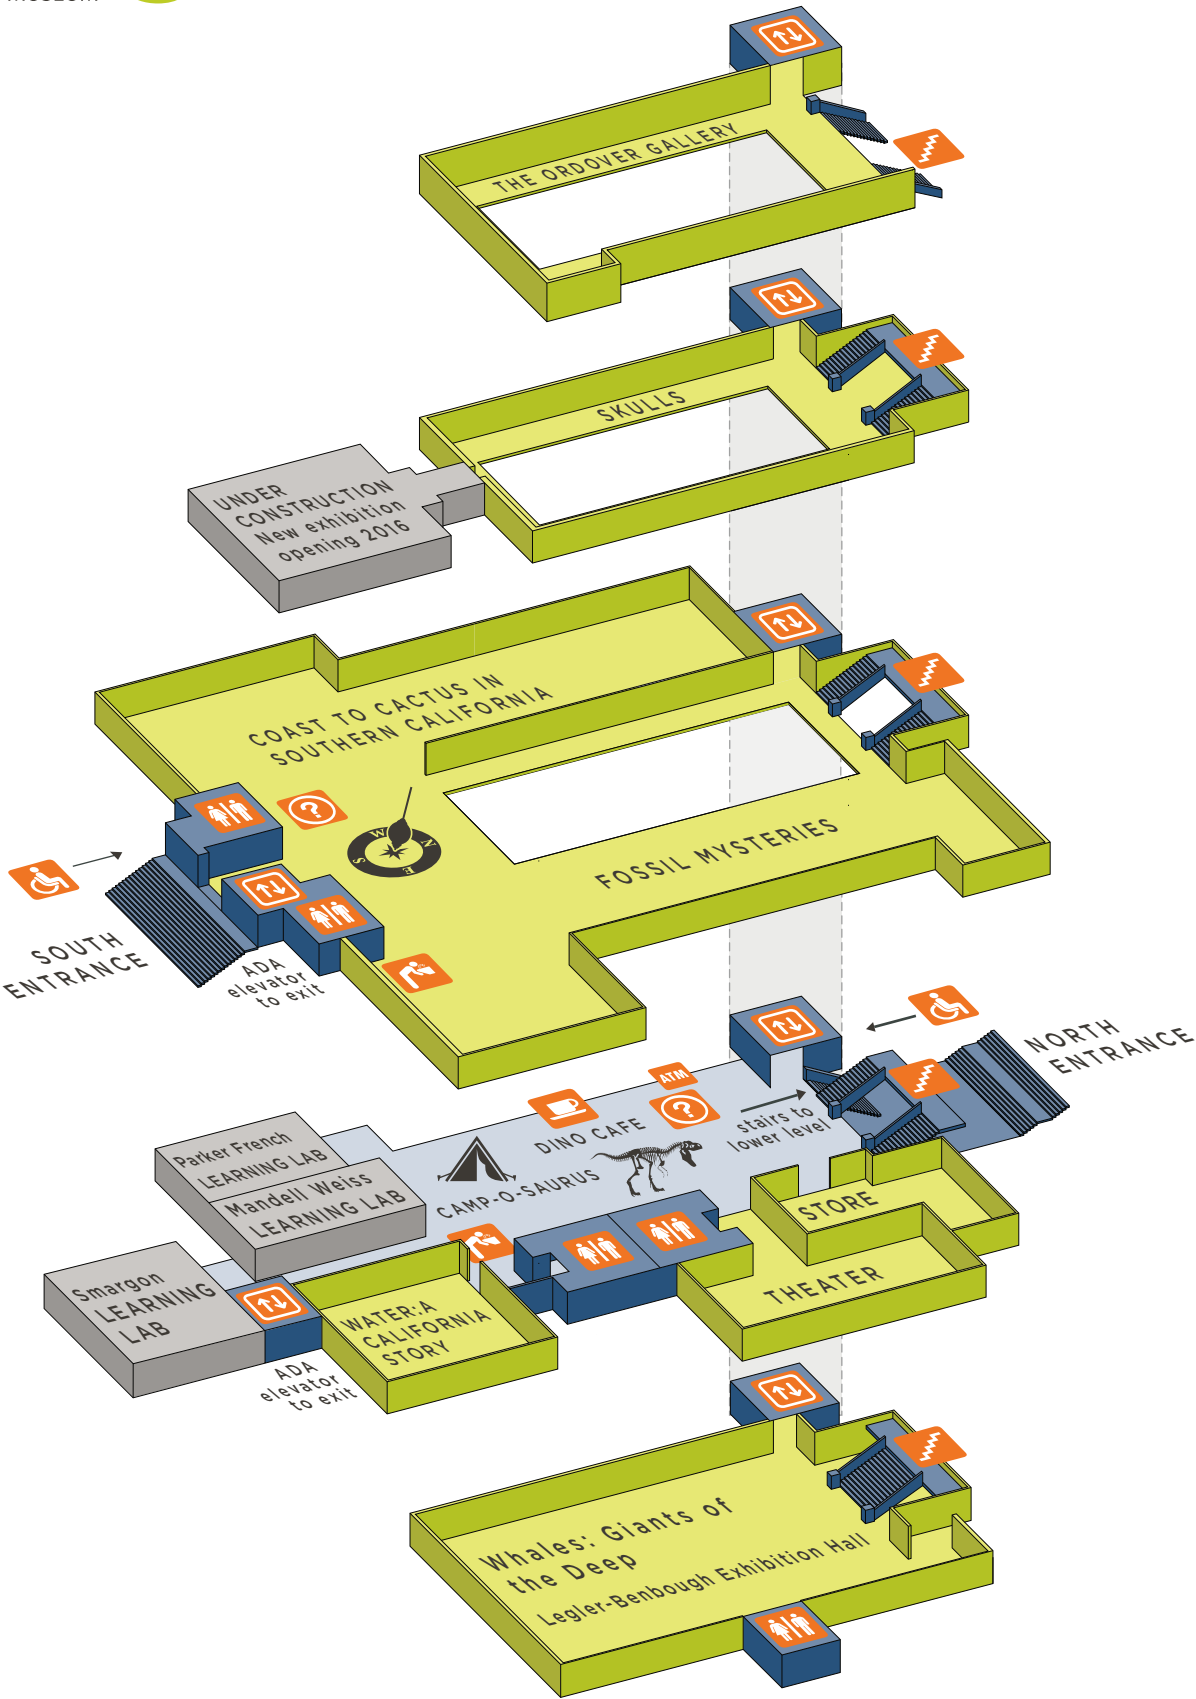 THE ORDOVER GALLERY
SKULLS
UNDER
CONSTRUCTION
New exhibition
opening 2016
COAST TO CACTUS IN
SOUTHERN CALIFORNIA
?
W
N
S
E
FOSSIL MYSTERIES
SOUTH
ENTRANCE
ADA
elevator
to exit
NORTH
ENTRANCE
ATM
?
DINO CAFE
stairs to
lower level
CAMP-O-SAURUS
Parker French
LEARNING LAB
Mandell Weiss
LEARNING LAB
STORE
THEATER
Smargon
LEARNING
LAB
WATER: A
CALIFORNIA
STORY
ADA
elevator
to exit
Whales: Giants of
the Deep
Legler-Benbough Exhibition Hall